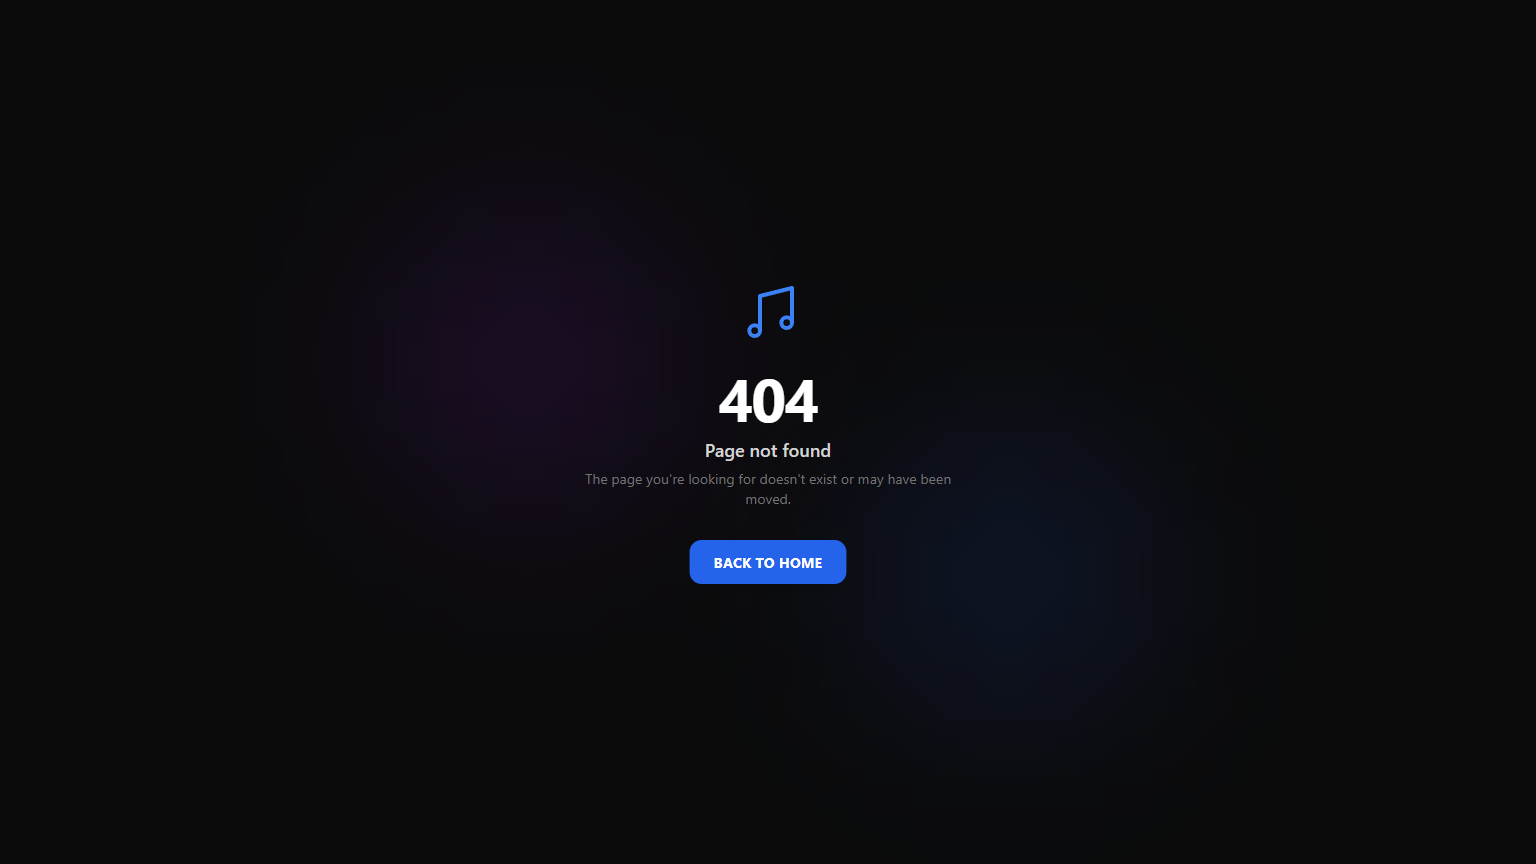 404
Page not found
The page you're looking for doesn't exist or may have been
moved.
BACK TO HOME